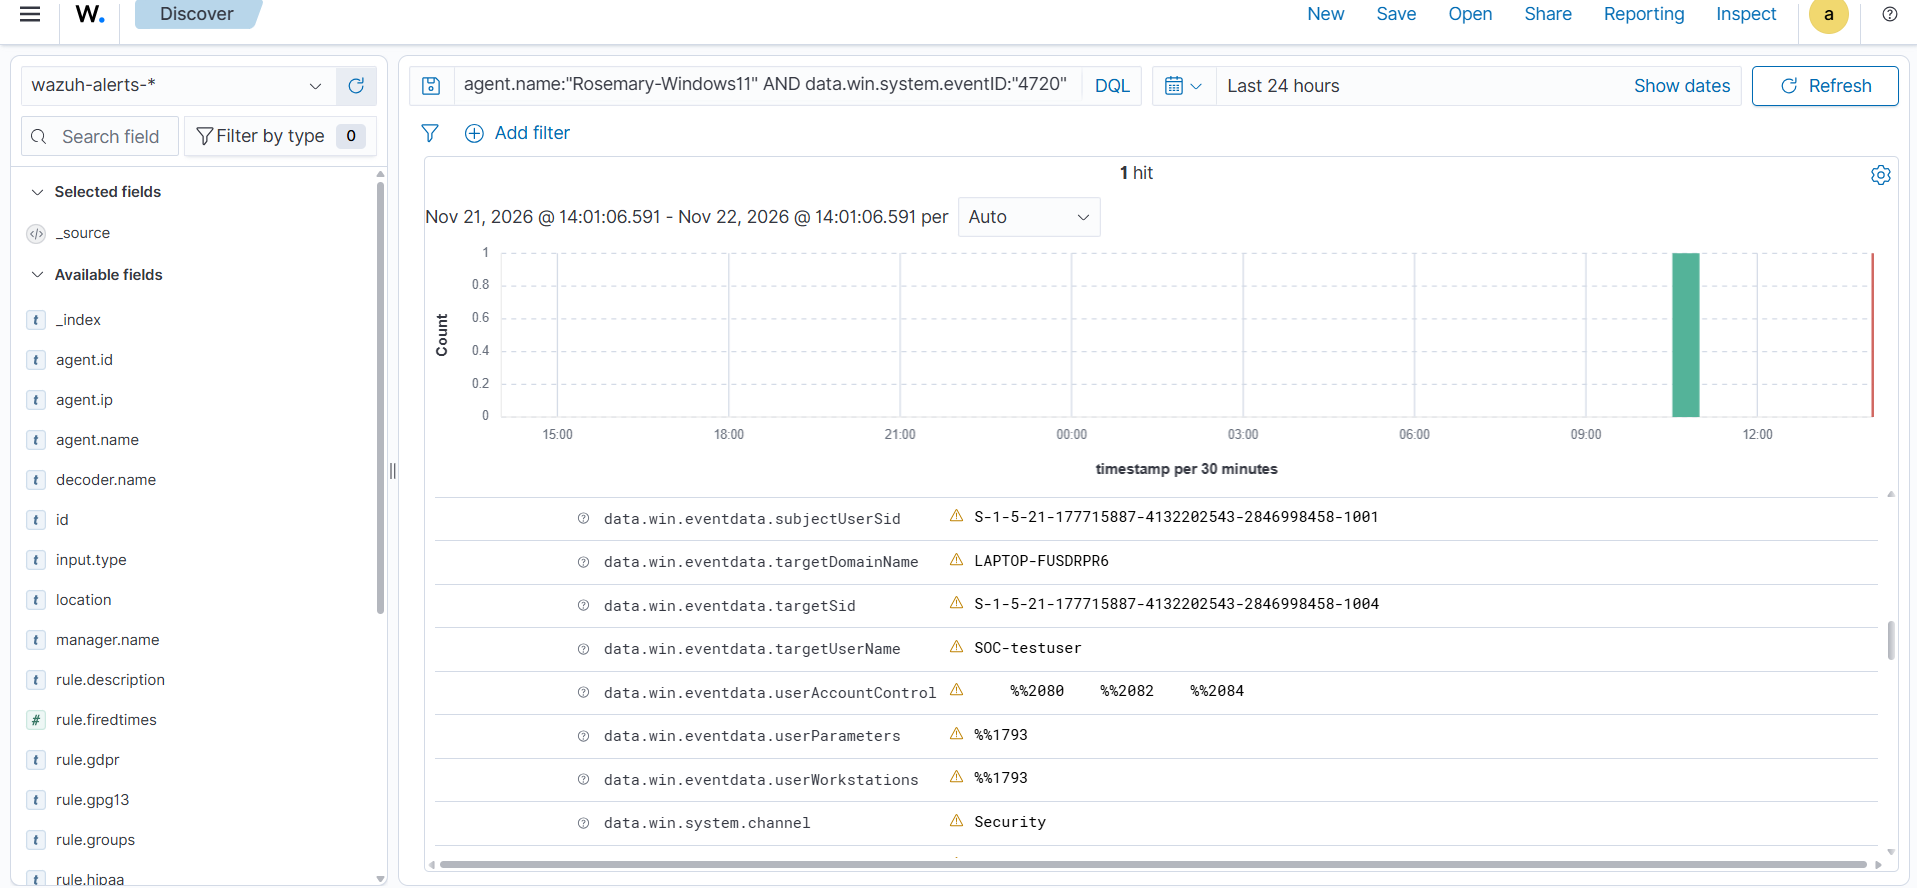 W. Discover New Save Open Share Reporting Inspect a
wazuh-alerts-*
agent.name:"Rosemary-Windows11" AND data.win.system.eventID:"4720" DQL Last 24 hours Show dates Refresh
Search field Filter by type 0
Add filter
Selected fields
_source
Available fields
_index
agent.id
agent.ip
agent.name
decoder.name
id
input.type
location
manager.name
rule.description
rule.firedtimes
rule.gdpr
rule.gpg13
rule.groups
rule.hipaa
1 hit
Nov 21, 2026 @ 14:01:06.591 - Nov 22, 2026 @ 14:01:06.591 per Auto
Count
1
0.8
0.6
0.4
0.2
0
15:00 18:00 21:00 00:00 03:00 06:00 09:00 12:00
timestamp per 30 minutes
data.win.eventdata.subjectUserSid S-1-5-21-177715887-4132202543-2846998458-1001
data.win.eventdata.targetDomainName LAPTOP-FUSDRPR6
data.win.eventdata.targetSid S-1-5-21-177715887-4132202543-2846998458-1004
data.win.eventdata.targetUserName SOC-testuser
data.win.eventdata.userAccountControl %%2080 %%2082 %%2084
data.win.eventdata.userParameters %%1793
data.win.eventdata.userWorkstations %%1793
data.win.system.channel Security